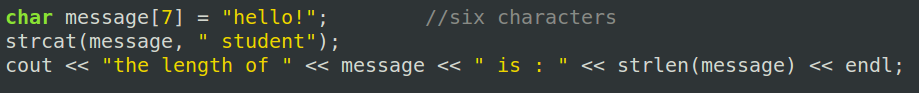 char message[7] = "hello!";        //six characters
strcat(message, " student");
cout << "the length of " << message << " is : " << strlen(message) << endl;